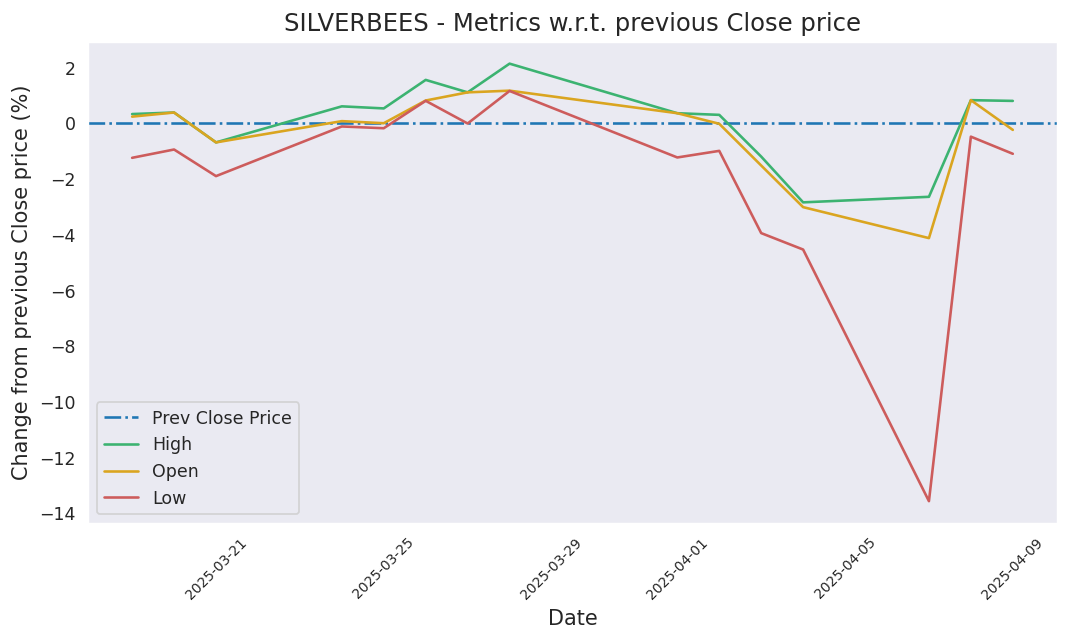 SILVERBEES - Metrics w.r.t. previous Close price
Change from previous Close price (%)
2
0
−2
−4
−6
−8
−10
−12
−14
Prev Close Price
High
Open
Low
2025-03-21
2025-03-25
2025-03-29
2025-04-01
2025-04-05
2025-04-09
Date